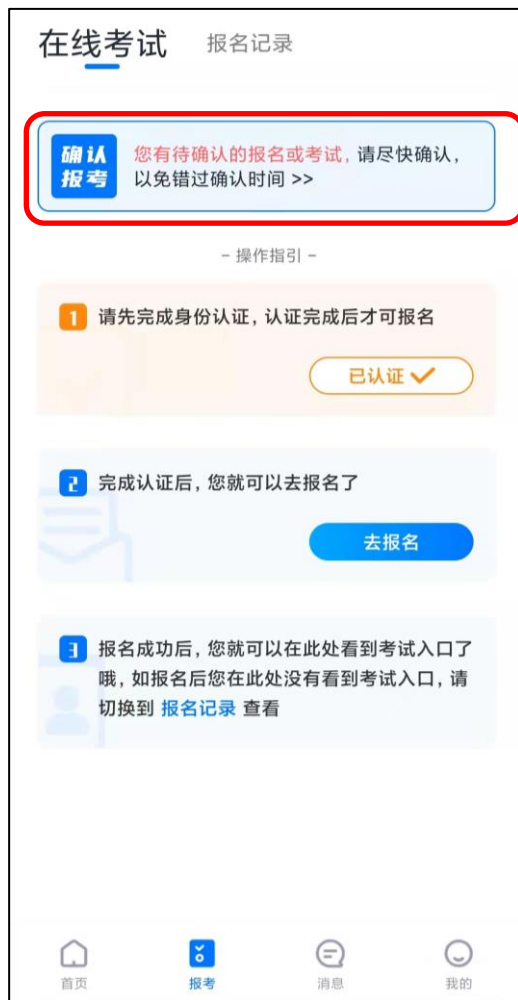 在线考试 报名记录
确认
报考
您有待确认的报名或考试，请尽快确认，
以免错过确认时间 >>
- 操作指引 -
1 请先完成身份认证，认证完成后才可报名
已认证
2 完成认证后，您就可以去报名了
去报名
3 报名成功后，您就可以在此处看到考试入口了
哦，如报名后您在此处没有看到考试入口，请
切换到 报名记录 查看
首页 报考 消息 我的